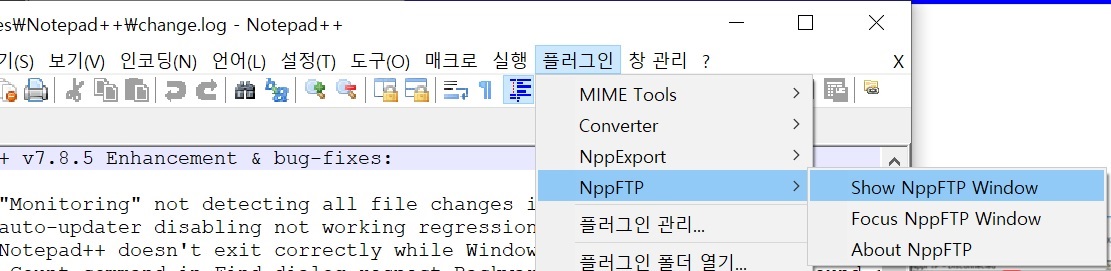 es₩Notepad++₩change.log - Notepad++
기(S) 보기(V) 인코딩(N) 언어(L) 설정(T) 도구(O) 매크로 실행 플러그인 창 관리 ? X
MIME Tools
Converter
+ v7.8.5 Enhancement & bug-fixes:
NppExport
NppFTP
Show NppFTP Window
"Monitoring" not detecting all file changes i
플러그인 관리...
Focus NppFTP Window
auto-updater disabling not working regression
Notepad++ doesn't exit correctly while Window
About NppFTP
플러그인 폴더 열기...